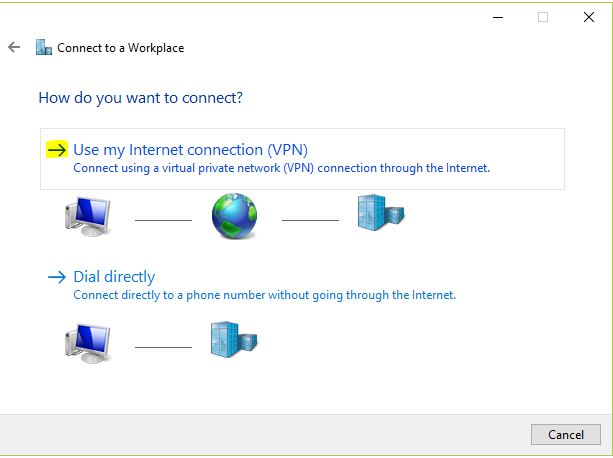 Connect to a Workplace
How do you want to connect?
Use my Internet connection (VPN)
Connect using a virtual private network (VPN) connection through the Internet.
Dial directly
Connect directly to a phone number without going through the Internet.
Cancel